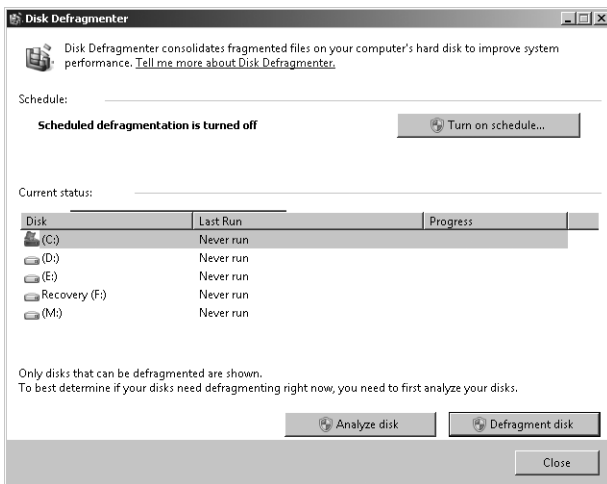 Disk Defragmenter
Disk Defragmenter consolidates fragmented files on your computer's hard disk to improve system
performance. Tell me more about Disk Defragmenter.
Schedule:
Scheduled defragmentation is turned off
Turn on schedule...
Current status:
Disk Last Run Progress
(C:) Never run
(D:) Never run
(E:) Never run
Recovery (F:) Never run
(M:) Never run
Only disks that can be defragmented are shown.
To best determine if your disks need defragmenting right now, you need to first analyze your disks.
Analyze disk Defragment disk
Close